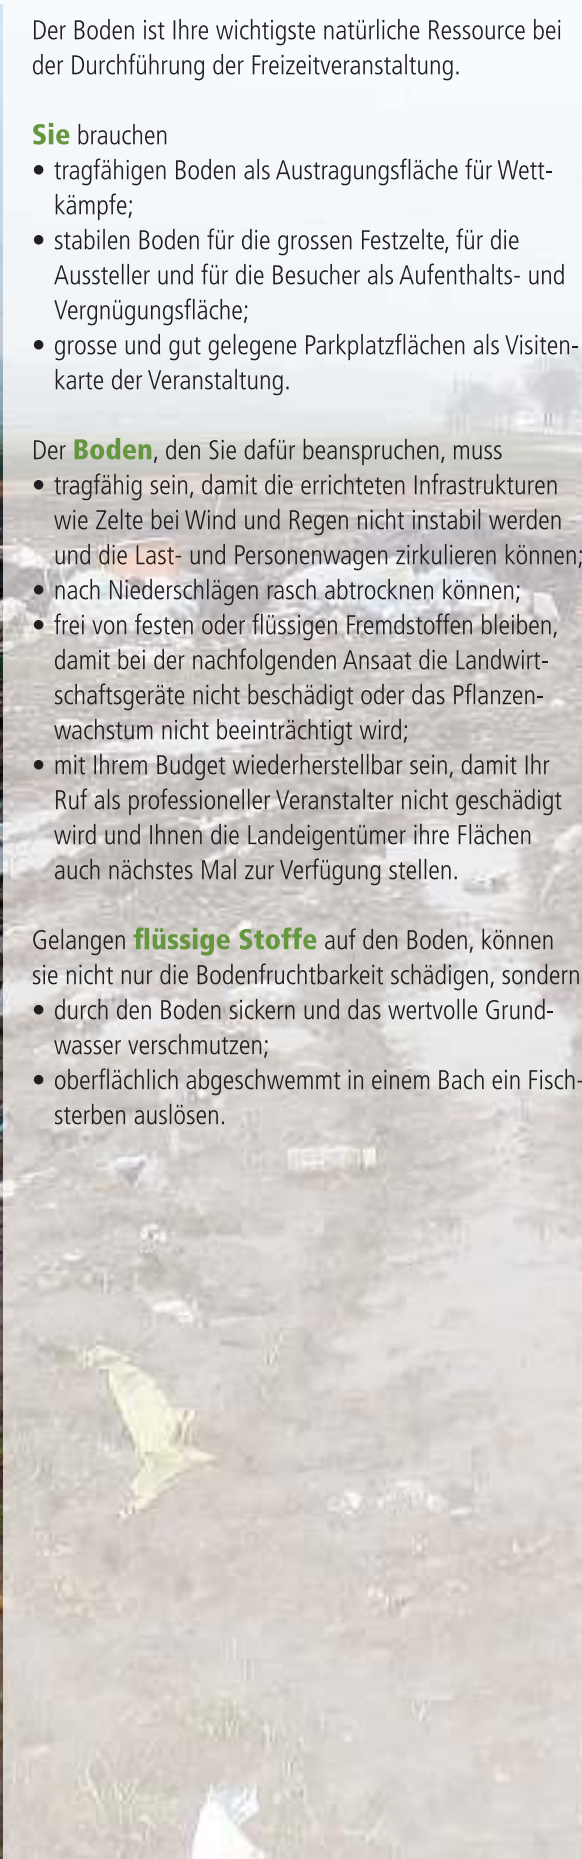 Der Boden ist Ihre wichtigste natürliche Ressource bei
der Durchführung der Freizeitveranstaltung.
Sie brauchen
• tragfähigen Boden als Austragungsfläche für Wett-
kämpfe;
• stabilen Boden für die grossen Festzelte, für die
Aussteller und für die Besucher als Aufenthalts- und
Vergnügungsfläche;
• grosse und gut gelegene Parkplatzflächen als Visiten-
karte der Veranstaltung.
Der Boden, den Sie dafür beanspruchen, muss
• tragfähig sein, damit die errichteten Infrastrukturen
wie Zelte bei Wind und Regen nicht instabil werden
und die Last- und Personenwagen zirkulieren können;
• nach Niederschlägen rasch abtrocknen können;
• frei von festen oder flüssigen Fremdstoffen bleiben,
damit bei der nachfolgenden Ansaat die Landwirt-
schaftsgeräte nicht beschädigt oder das Pflanzen-
wachstum nicht beeinträchtigt wird;
• mit Ihrem Budget wiederherstellbar sein, damit Ihr
Ruf als professioneller Veranstalter nicht geschädigt
wird und Ihnen die Landeigentümer ihre Flächen
auch nächstes Mal zur Verfügung stellen.
Gelangen flüssige Stoffe auf den Boden, können
sie nicht nur die Bodenfruchtbarkeit schädigen, sondern
• durch den Boden sickern und das wertvolle Grund-
wasser verschmutzen;
• oberflächlich abgeschwemmt in einem Bach ein Fisch-
sterben auslösen.